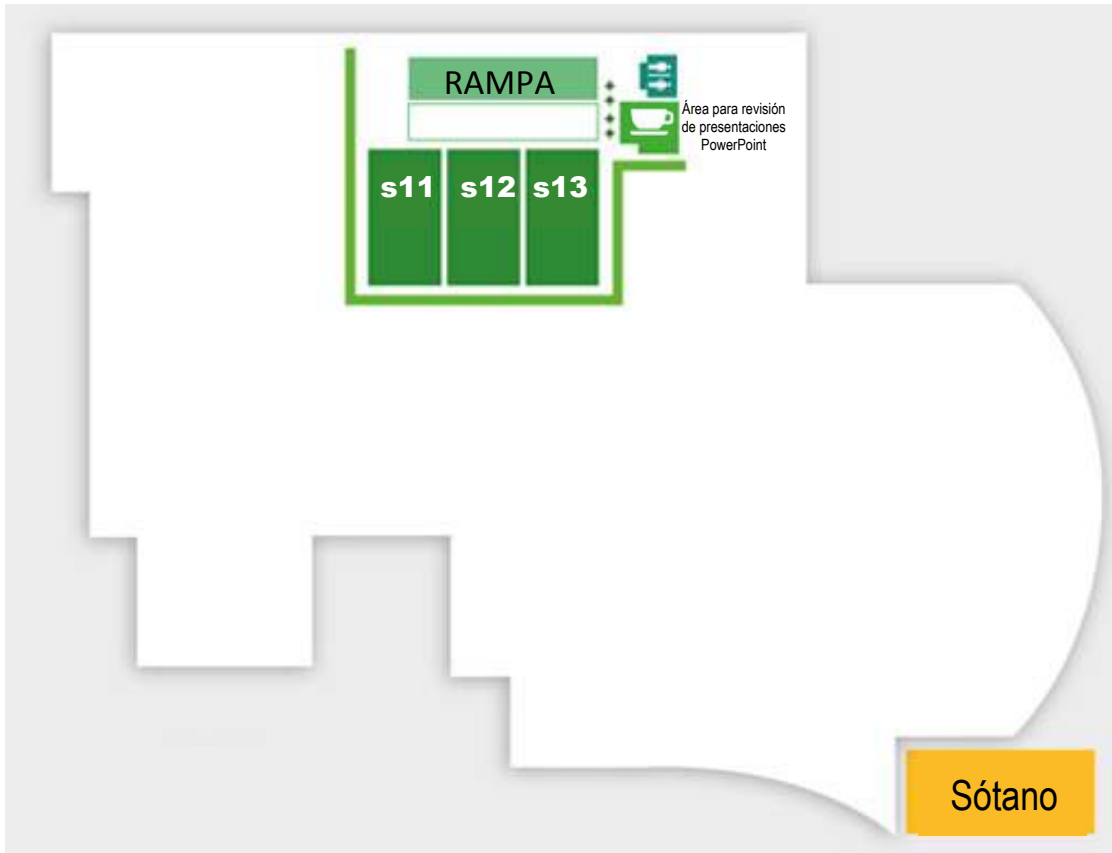 RAMPA
Área para revisión
de presentaciones
PowerPoint
s11 s12 s13
Sótano